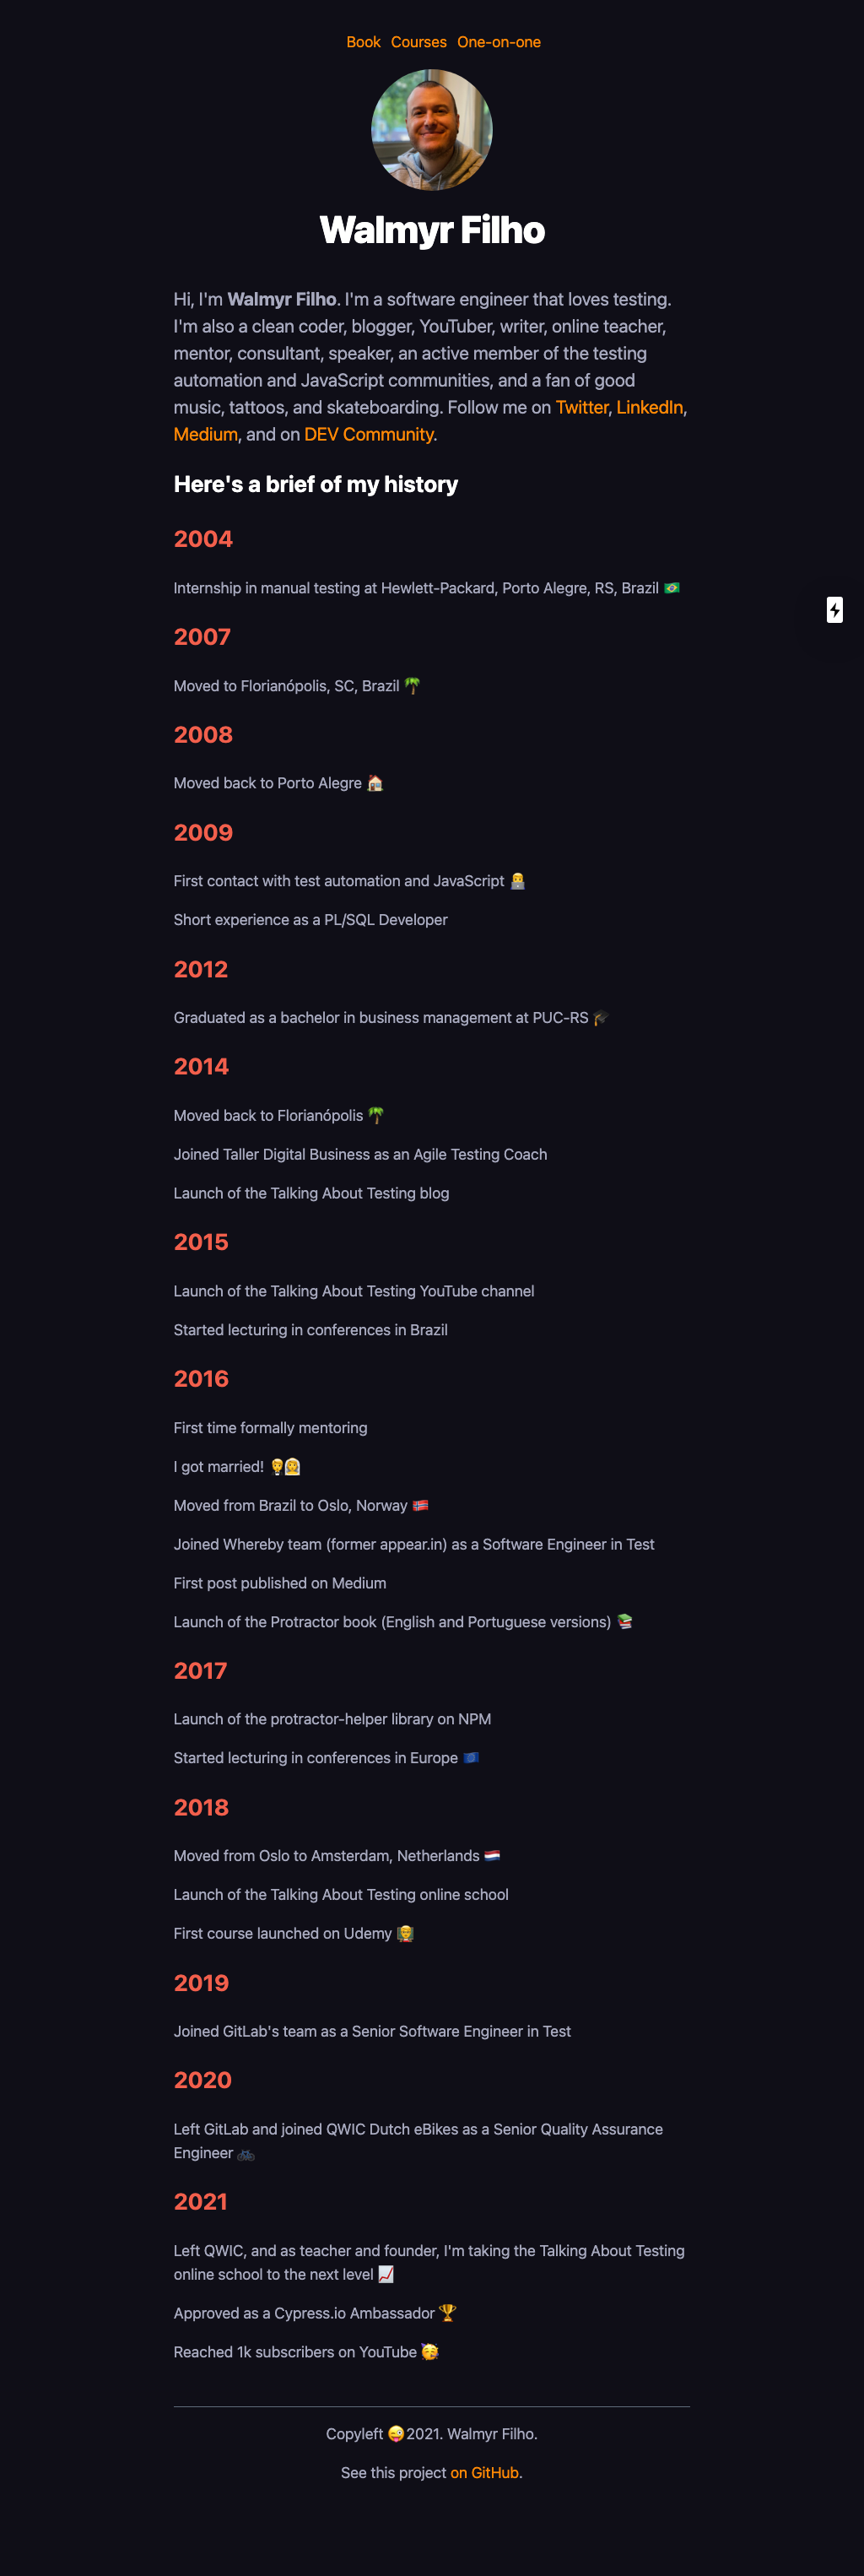 Book Courses One-on-one
Walmyr Filho
Hi, I'm Walmyr Filho. I'm a software engineer that loves testing.
I'm also a clean coder, blogger, YouTuber, writer, online teacher,
mentor, consultant, speaker, an active member of the testing
automation and JavaScript communities, and a fan of good
music, tattoos, and skateboarding. Follow me on Twitter, LinkedIn,
Medium, and on DEV Community.
Here's a brief of my history
2004
Internship in manual testing at Hewlett-Packard, Porto Alegre, RS, Brazil 🇧🇷
2007
Moved to Florianópolis, SC, Brazil 🌴
2008
Moved back to Porto Alegre 🏠
2009
First contact with test automation and JavaScript 👨‍💻
Short experience as a PL/SQL Developer
2012
Graduated as a bachelor in business management at PUC-RS 🎓
2014
Moved back to Florianópolis 🌴
Joined Taller Digital Business as an Agile Testing Coach
Launch of the Talking About Testing blog
2015
Launch of the Talking About Testing YouTube channel
Started lecturing in conferences in Brazil
2016
First time formally mentoring
I got married! 🤵👰
Moved from Brazil to Oslo, Norway 🇳🇴
Joined Whereby team (former appear.in) as a Software Engineer in Test
First post published on Medium
Launch of the Protractor book (English and Portuguese versions) 📚
2017
Launch of the protractor-helper library on NPM
Started lecturing in conferences in Europe 🇪🇺
2018
Moved from Oslo to Amsterdam, Netherlands 🇳🇱
Launch of the Talking About Testing online school
First course launched on Udemy 👨‍🏫
2019
Joined GitLab's team as a Senior Software Engineer in Test
2020
Left GitLab and joined QWIC Dutch eBikes as a Senior Quality Assurance
Engineer 🚲
2021
Left QWIC, and as teacher and founder, I'm taking the Talking About Testing
online school to the next level 📈
Approved as a Cypress.io Ambassador 🏆
Reached 1k subscribers on YouTube 🥳
Copyleft 😜2021. Walmyr Filho.
See this project on GitHub.